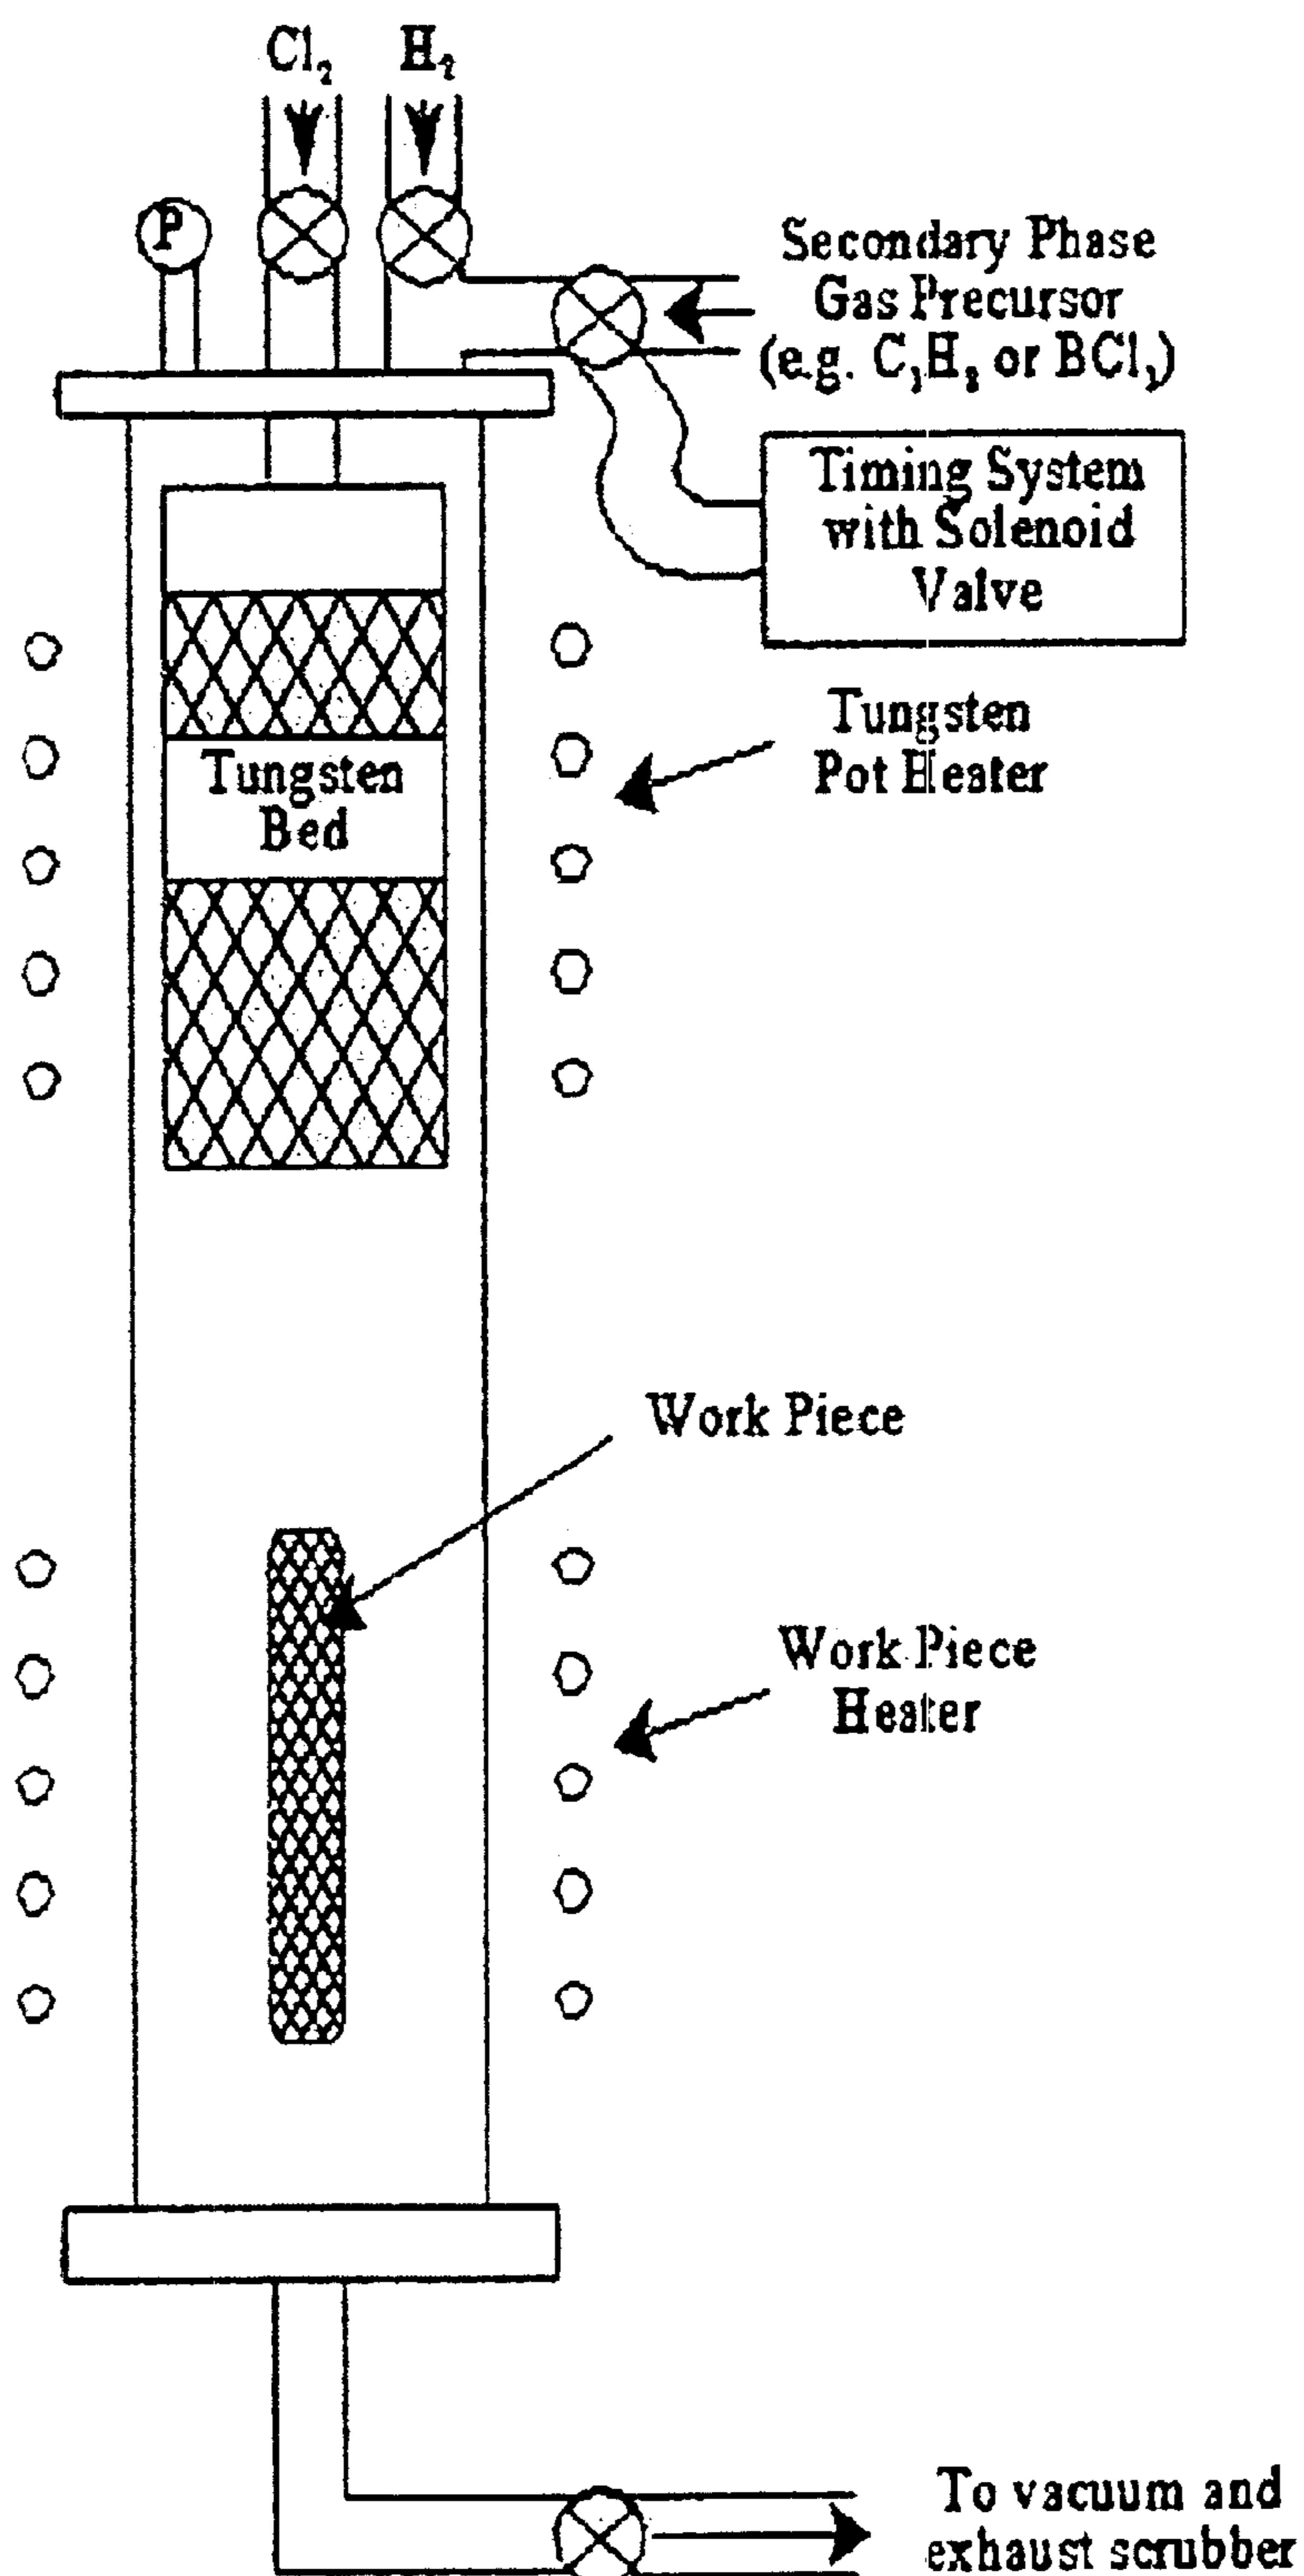 Cl₂
H₂
P
Secondary Phase
Gas Precursor
(e.g. C₃H₈ or BCl₃)
Timing System
with Solenoid
Valve
Tungsten
Pot Heater
Tungsten
Bed
Work Piece
Work Piece
Heater
To vacuum and
exhaust scrubber